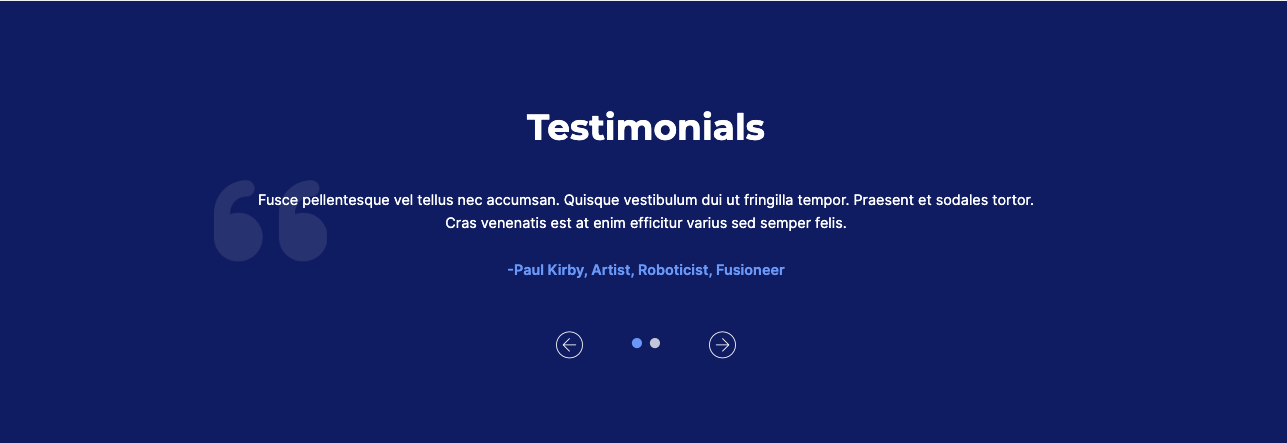 Testimonials
Fusce pellentesque vel tellus nec accumsan. Quisque vestibulum dui ut fringilla tempor. Praesent et sodales tortor.
Cras venenatis est at enim efficitur varius sed semper felis.
-Paul Kirby, Artist, Roboticist, Fusioneer